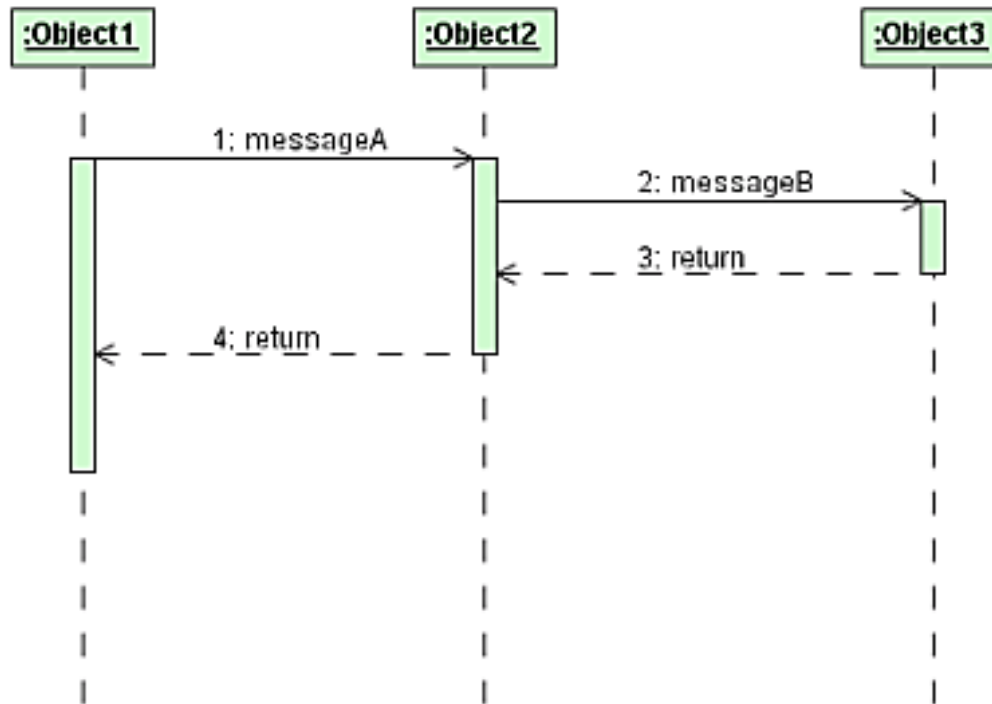 :Object1
:Object2
:Object3
1: messageA
2: messageB
3: return
4: return